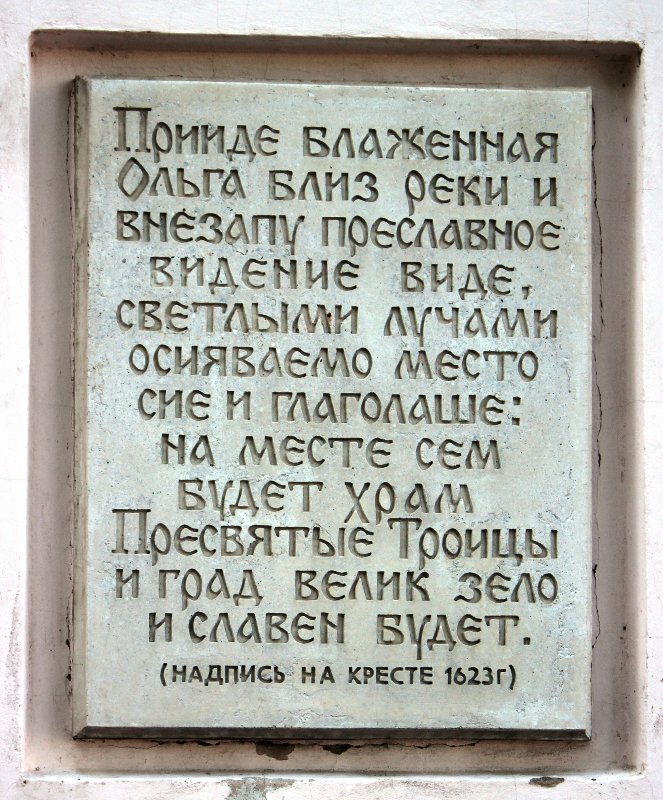 Прииде блаженная
Ольга близ реки и
внезапу преславное
видение виде,
светлыми лучами
осияваемо место
сие и глаголаше:
на месте сем
будет храм
Пресвятые Троицы
и град велик зело
и славен будет.
(надпись на кресте 1623г)